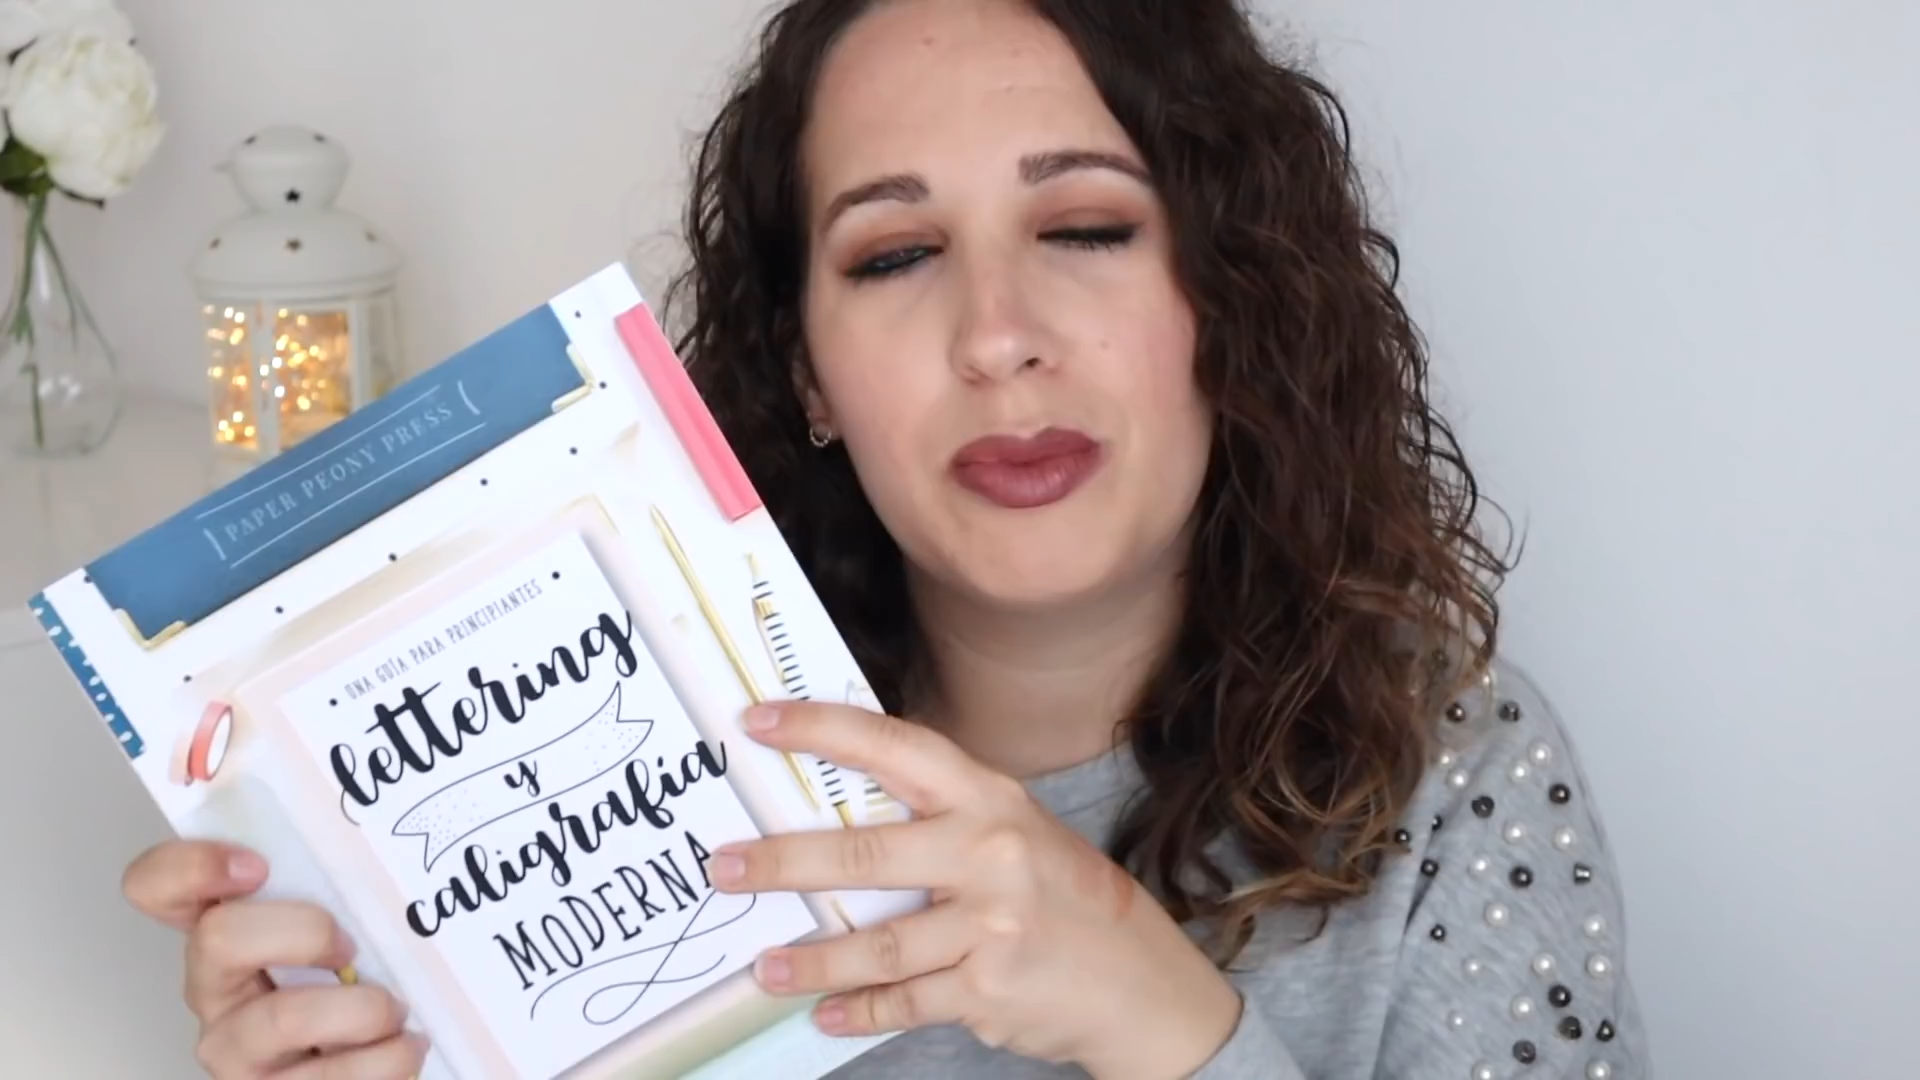 PAPER PEONY PRESS
UNA GUÍA PARA PRINCIPIANTES
lettering
y
caligrafía
MODERNA